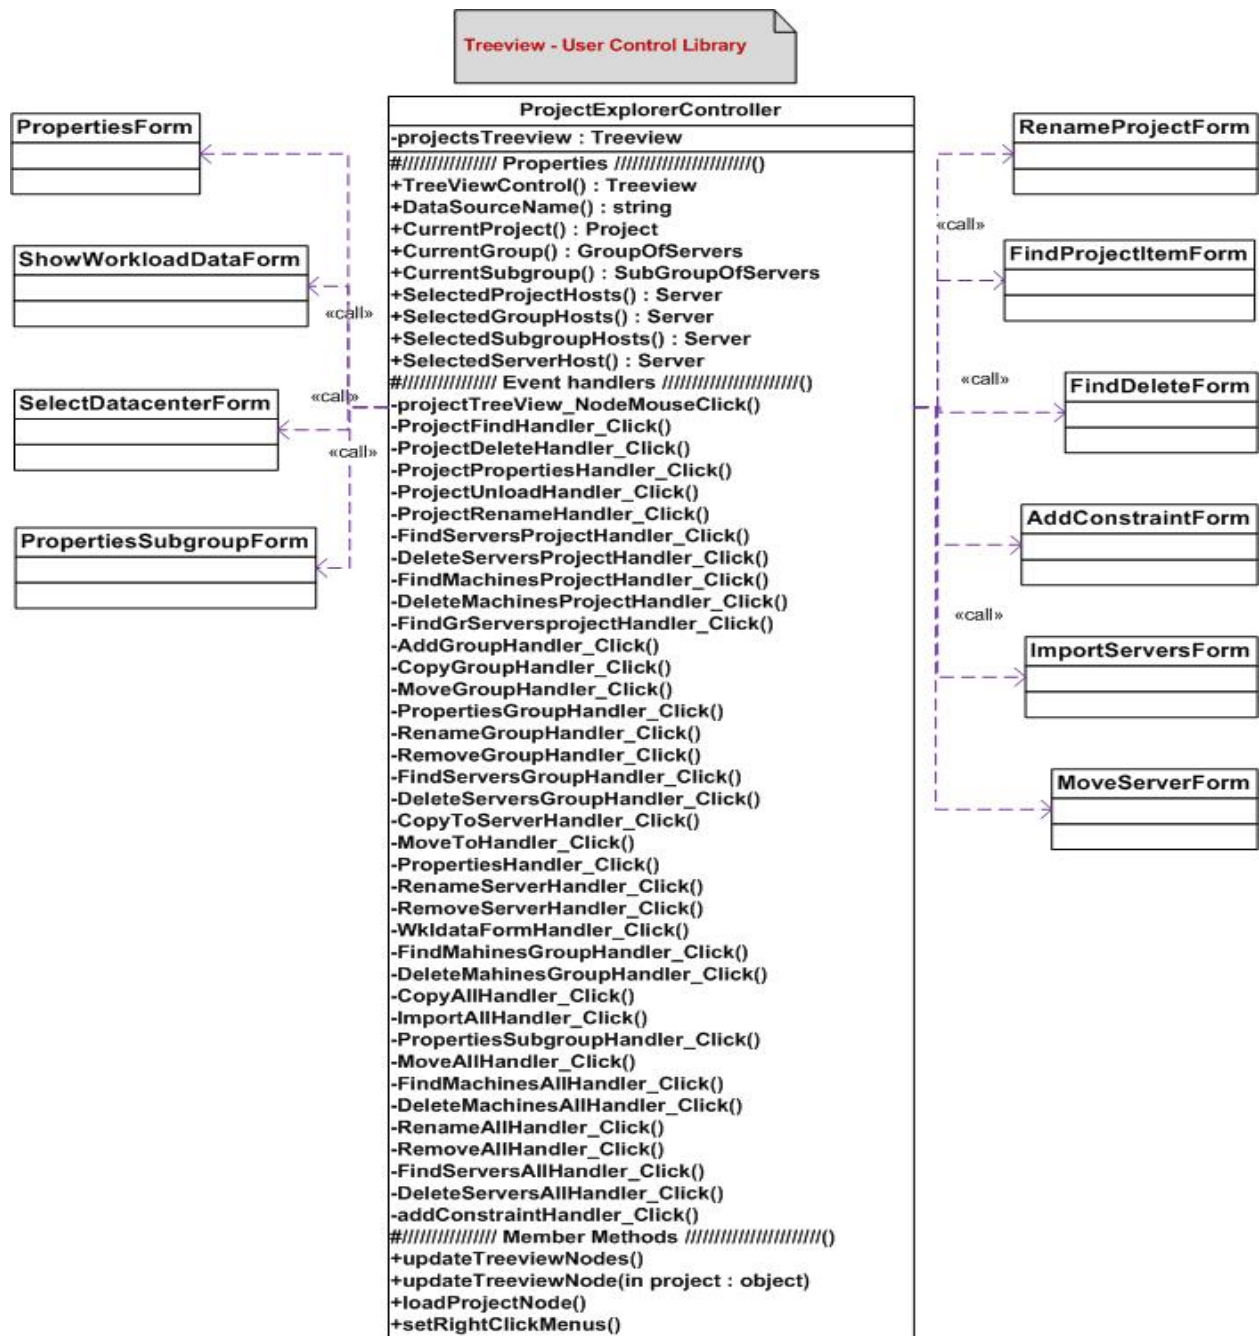 Treeview - User Control Library
PropertiesForm
ShowWorkloadDataForm
«call»
SelectDatacenterForm
«call»
«call»
PropertiesSubgroupForm
ProjectExplorerController
-projectsTreeview : Treeview
#//////////////// Properties ///////////////////////()
+TreeViewControl() : Treeview
+DataSourceName() : string
+CurrentProject() : Project
+CurrentGroup() : GroupOfServers
+CurrentSubgroup() : SubGroupOfServers
+SelectedProjectHosts() : Server
+SelectedGroupHosts() : Server
+SelectedSubgroupHosts() : Server
+SelectedServerHost() : Server
#//////////////// Event handlers ///////////////////////()
-projectTreeView_NodeMouseClick()
-ProjectFindHandler_Click()
-ProjectDeleteHandler_Click()
-ProjectPropertiesHandler_Click()
-ProjectUnloadHandler_Click()
-ProjectRenameHandler_Click()
-FindServersProjectHandler_Click()
-DeleteServersProjectHandler_Click()
-FindMachinesProjectHandler_Click()
-DeleteMachinesProjectHandler_Click()
-FindGrServersprojectHandler_Click()
-AddGroupHandler_Click()
-CopyGroupHandler_Click()
-MoveGroupHandler_Click()
-PropertiesGroupHandler_Click()
-RenameGroupHandler_Click()
-RemoveGroupHandler_Click()
-FindServersGroupHandler_Click()
-DeleteServersGroupHandler_Click()
-CopyToServerHandler_Click()
-MoveToHandler_Click()
-PropertiesHandler_Click()
-RenameServerHandler_Click()
-RemoveServerHandler_Click()
-WkldataFormHandler_Click()
-FindMahinesGroupHandler_Click()
-DeleteMahinesGroupHandler_Click()
-CopyAllHandler_Click()
-ImportAllHandler_Click()
-PropertiesSubgroupHandler_Click()
-MoveAllHandler_Click()
-FindMachinesAllHandler_Click()
-DeleteMachinesAllHandler_Click()
-RenameAllHandler_Click()
-RemoveAllHandler_Click()
-FindServersAllHandler_Click()
-DeleteServersAllHandler_Click()
-addConstraintHandler_Click()
#//////////////// Member Methods ///////////////////////()
+updateTreeviewNodes()
+updateTreeviewNode(in project : object)
+loadProjectNode()
+setRightClickMenus()
RenameProjectForm
«call»
FindProjectItemForm
«call»
FindDeleteForm
AddConstraintForm
«call»
ImportServersForm
MoveServerForm